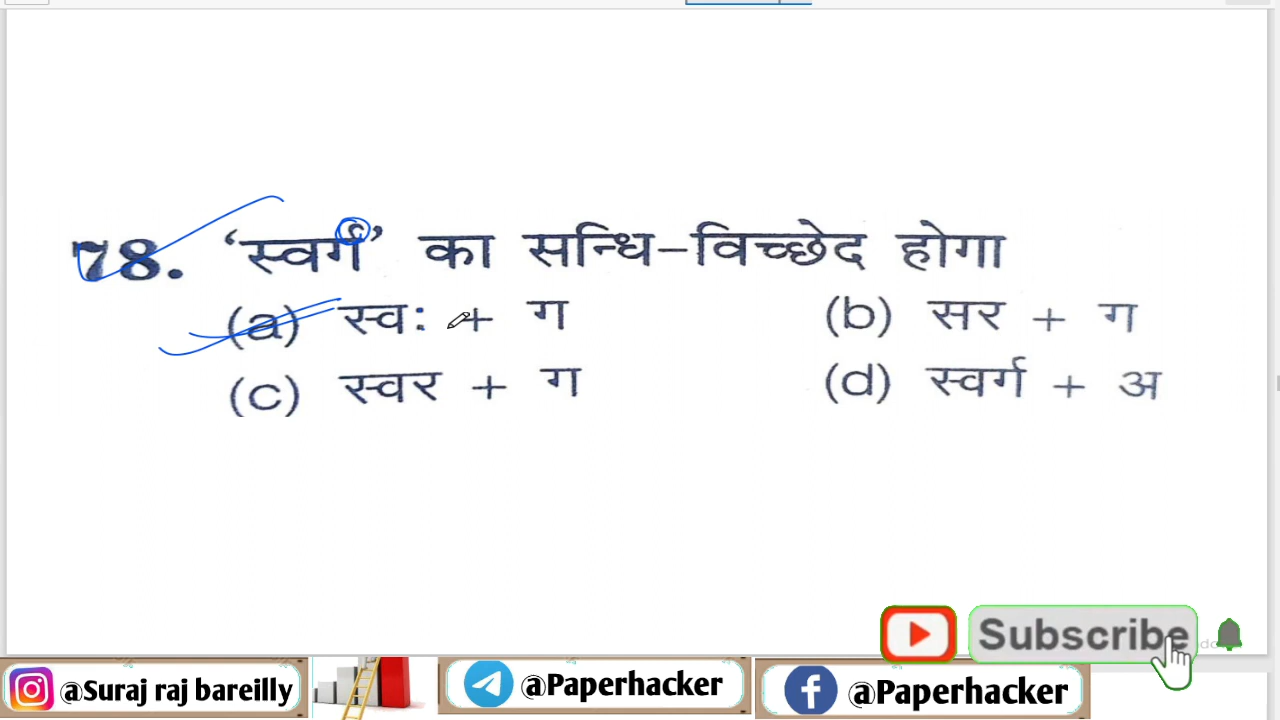 78. ‘स्वर्ग’ का सन्धि-विच्छेद होगा
(a) स्वः + ग (b) सर + ग
(c) स्वर + ग (d) स्वर्ग + अ
Subscribe
@Suraj raj bareilly @Paperhacker @Paperhacker